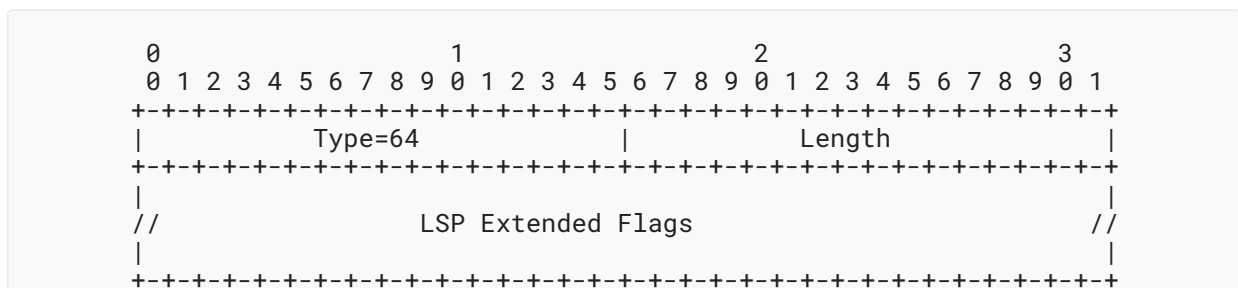 0                   1                   2                   3
 0 1 2 3 4 5 6 7 8 9 0 1 2 3 4 5 6 7 8 9 0 1 2 3 4 5 6 7 8 9 0 1
+-+-+-+-+-+-+-+-+-+-+-+-+-+-+-+-+-+-+-+-+-+-+-+-+-+-+-+-+-+-+-+-+
|           Type=64             |           Length              |
+-+-+-+-+-+-+-+-+-+-+-+-+-+-+-+-+-+-+-+-+-+-+-+-+-+-+-+-+-+-+-+-+
|                                                               |
//                 LSP Extended Flags                          //
|                                                               |
+-+-+-+-+-+-+-+-+-+-+-+-+-+-+-+-+-+-+-+-+-+-+-+-+-+-+-+-+-+-+-+-+